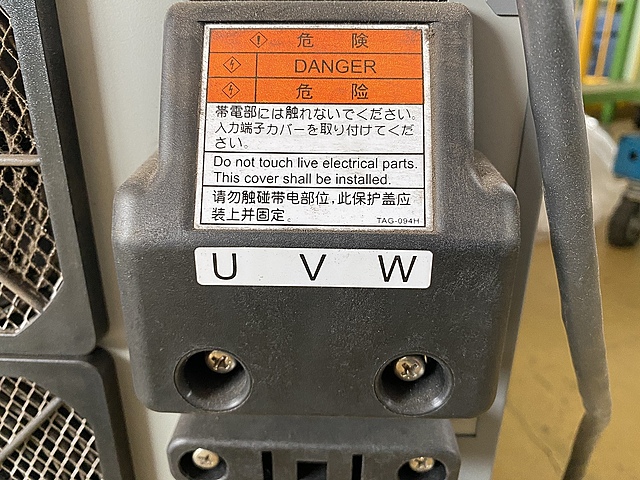 危 険
DANGER
危 险
帯電部には触れないでください。
入力端子カバーを取り付けてくだ
さい。
Do not touch live electrical parts.
This cover shall be installed.
请勿触碰带电部位，此保护盖应
装上并固定。
TAG-094H
U V W